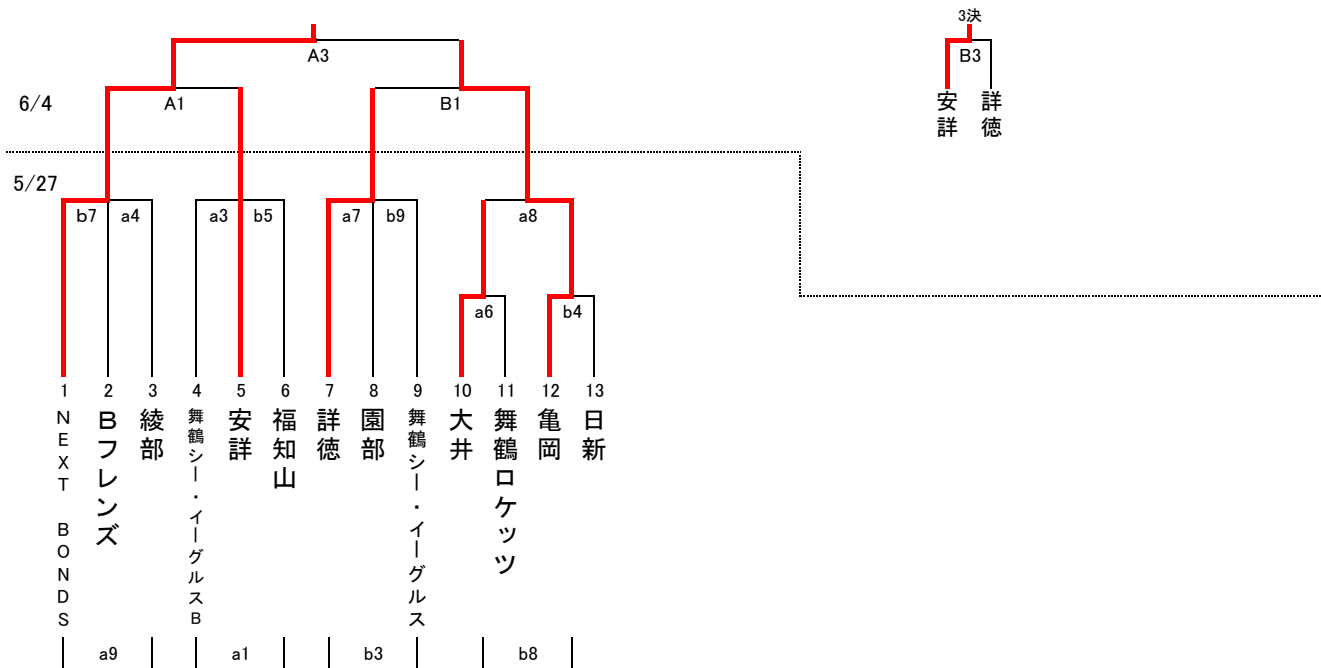 3決
A3
B3
6/4
A1
B1
安詳
詳徳
5/27
b7
a4
a3
b5
a7
b9
a8
a6
b4
1
2
3
4
5
6
7
8
9
10
11
12
13
NEXT BONDS
Bフレンズ
綾部
舞鶴シー・イーグルスB
安詳
福知山
詳徳
園部
舞鶴シー・イーグルス
大井
舞鶴ロケッツ
亀岡
日新
a9
a1
b3
b8